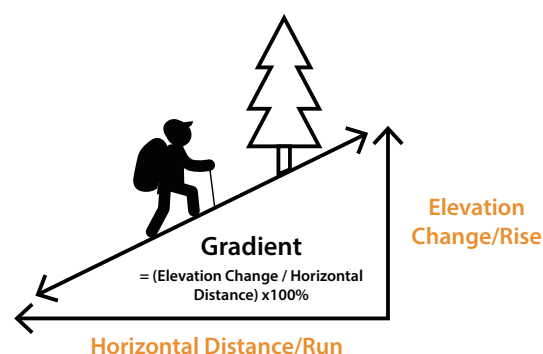 Elevation
Change/Rise
Gradient
= (Elevation Change / Horizontal
Distance) x100%
Horizontal Distance/Run